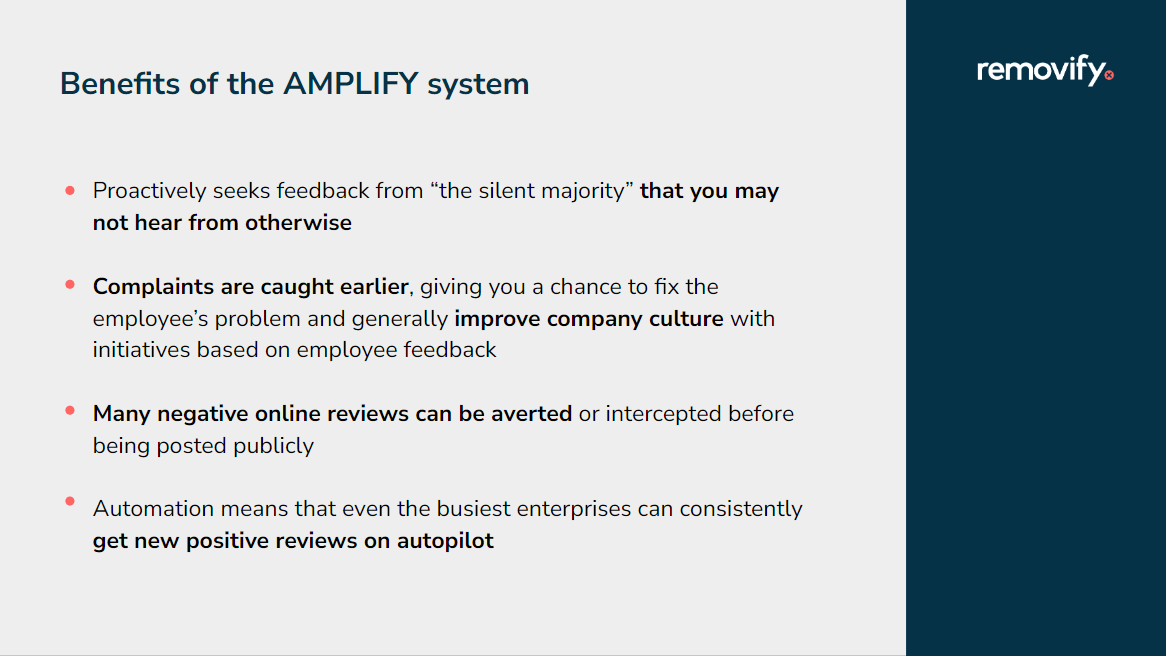 Benefits of the AMPLIFY system
removify
Proactively seeks feedback from “the silent majority” that you may
not hear from otherwise
Complaints are caught earlier, giving you a chance to fix the
employee’s problem and generally improve company culture with
initiatives based on employee feedback
Many negative online reviews can be averted or intercepted before
being posted publicly
Automation means that even the busiest enterprises can consistently
get new positive reviews on autopilot